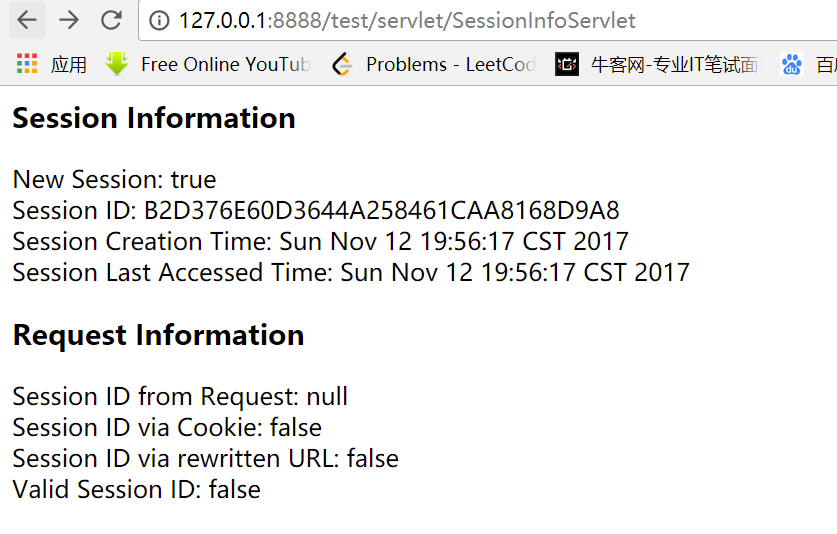 127.0.0.1:8888/test/servlet/SessionInfoServlet
应用 Free Online YouTub Problems - LeetCod 牛客网-专业IT笔试面
Session Information
New Session: true
Session ID: B2D376E60D3644A258461CAA8168D9A8
Session Creation Time: Sun Nov 12 19:56:17 CST 2017
Session Last Accessed Time: Sun Nov 12 19:56:17 CST 2017
Request Information
Session ID from Request: null
Session ID via Cookie: false
Session ID via rewritten URL: false
Valid Session ID: false